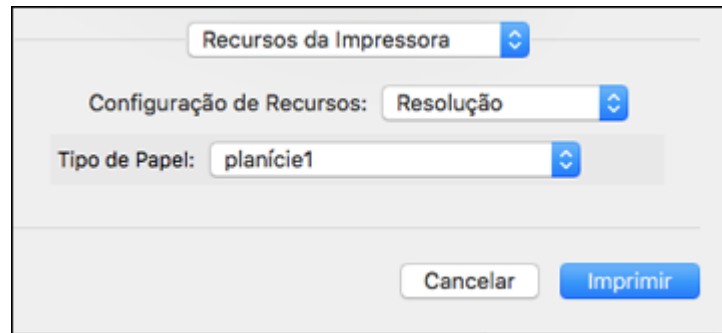 Recursos da Impressora
Configuração de Recursos: Resolução
Tipo de Papel: planície1
Cancelar Imprimir